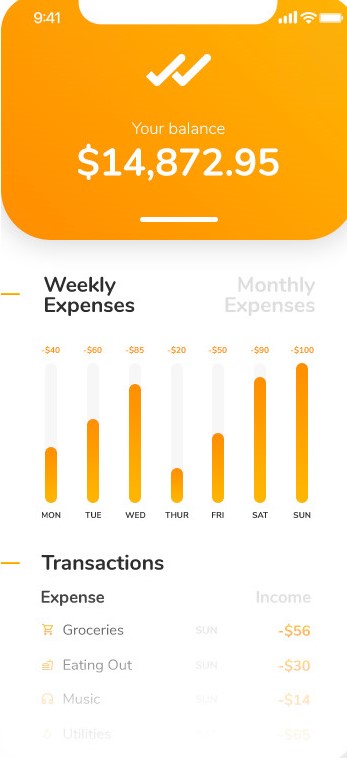 9:41
Your balance
$14,872.95
Weekly Monthly
Expenses Expenses
-$40 -$60 -$85 -$20 -$50 -$90 -$100
MON TUE WED THUR FRI SAT SUN
Transactions
Expense Income
Groceries SUN -$56
Eating Out SUN -$30
Music SUN -$14
Utilities SUN